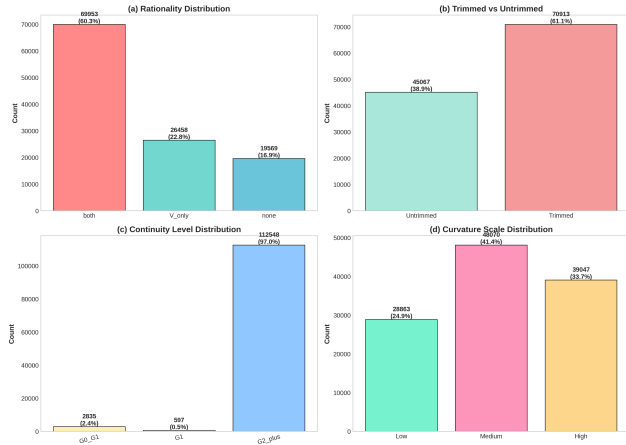 (a) Rationality Distribution
69953
(60.3%)
26458
(22.8%)
19569
(16.9%)
Count
70000
60000
50000
40000
30000
20000
10000
0
both
V_only
none
(b) Trimmed vs Untrimmed
70913
(61.1%)
45067
(38.9%)
Count
70000
60000
50000
40000
30000
20000
10000
0
Untrimmed
Trimmed
(c) Continuity Level Distribution
112548
(97.0%)
2835
(2.4%)
597
(0.5%)
Count
100000
80000
60000
40000
20000
0
G0_G1
G1
G2_plus
(d) Curvature Scale Distribution
48070
(41.4%)
39047
(33.7%)
28863
(24.9%)
Count
50000
40000
30000
20000
10000
0
Low
Medium
High